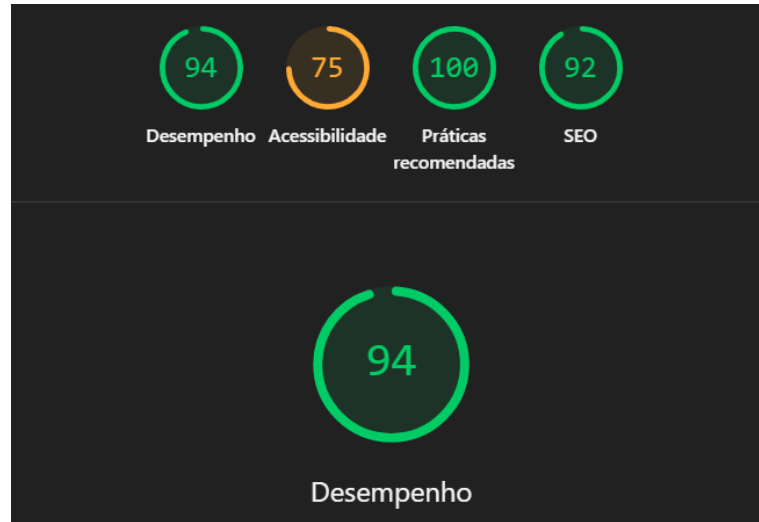 94 75 100 92
Desempenho Acessibilidade Práticas recomendadas SEO
94
Desempenho